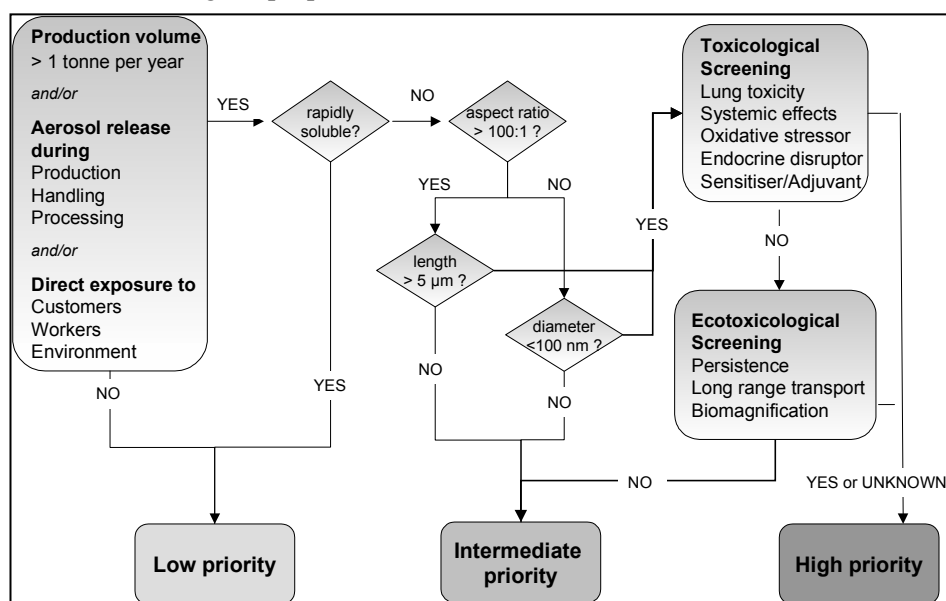 Production volume
> 1 tonne per year
and/or
Aerosol release
during
Production
Handling
Processing
and/or
Direct exposure to
Customers
Workers
Environment
YES
rapidly
soluble?
NO
aspect ratio
> 100:1 ?
YES
NO
length
> 5 µm ?
diameter
<100 nm ?
YES
Toxicological
Screening
Lung toxicity
Systemic effects
Oxidative stressor
Endocrine disruptor
Sensitiser/Adjuvant
NO
Ecotoxicological
Screening
Persistence
Long range transport
Biomagnification
NO
YES
NO
NO
NO
YES or UNKNOWN
Low priority
Intermediate
priority
High priority